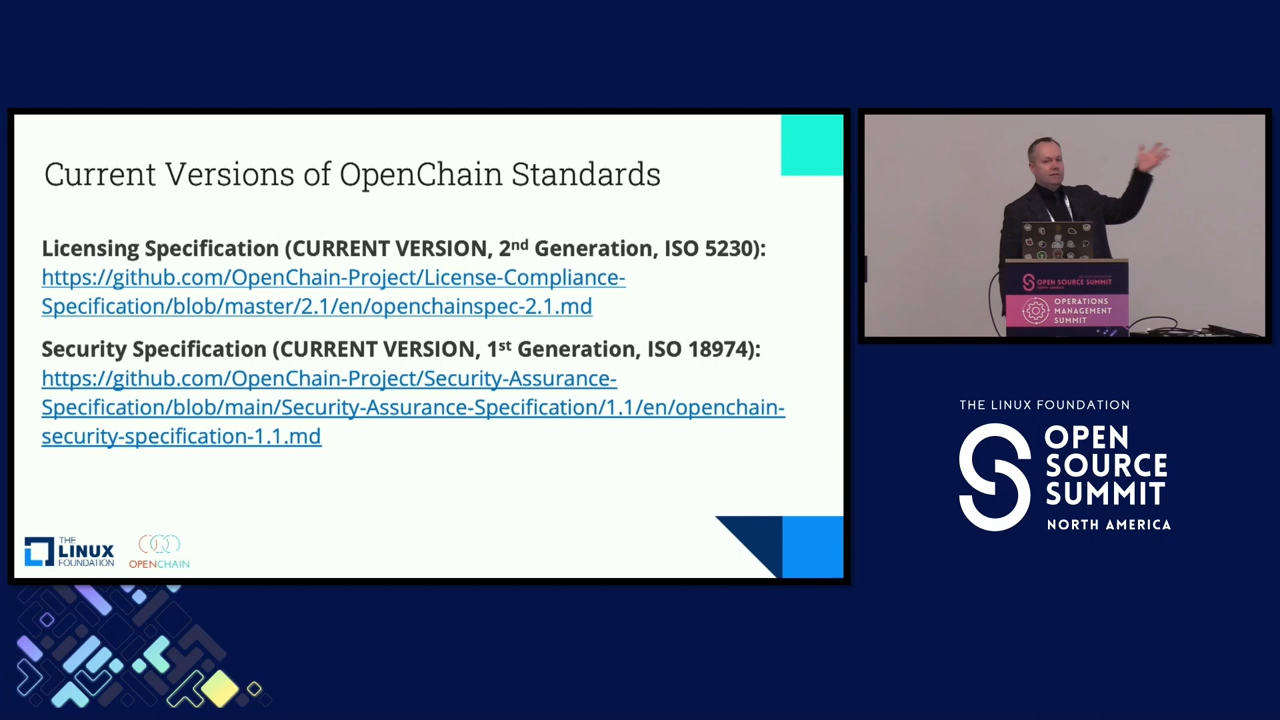 Current Versions of OpenChain Standards
Licensing Specification (CURRENT VERSION, 2nd Generation, ISO 5230):
https://github.com/OpenChain-Project/License-Compliance-
Specification/blob/master/2.1/en/openchainspec-2.1.md
Security Specification (CURRENT VERSION, 1st Generation, ISO 18974):
https://github.com/OpenChain-Project/Security-Assurance-
Specification/blob/main/Security-Assurance-Specification/1.1/en/openchain-
security-specification-1.1.md
THE
LINUX
FOUNDATION
OPENCHAIN
OPEN SOURCE SUMMIT
NORTH AMERICA
OPERATIONS
MANAGEMENT
SUMMIT
THE LINUX FOUNDATION
OPEN
SOURCE
SUMMIT
NORTH AMERICA